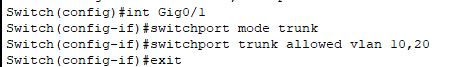 Switch(config)#int Gig0/1
Switch(config-if)#switchport mode trunk
Switch(config-if)#switchport trunk allowed vlan 10,20
Switch(config-if)#exit